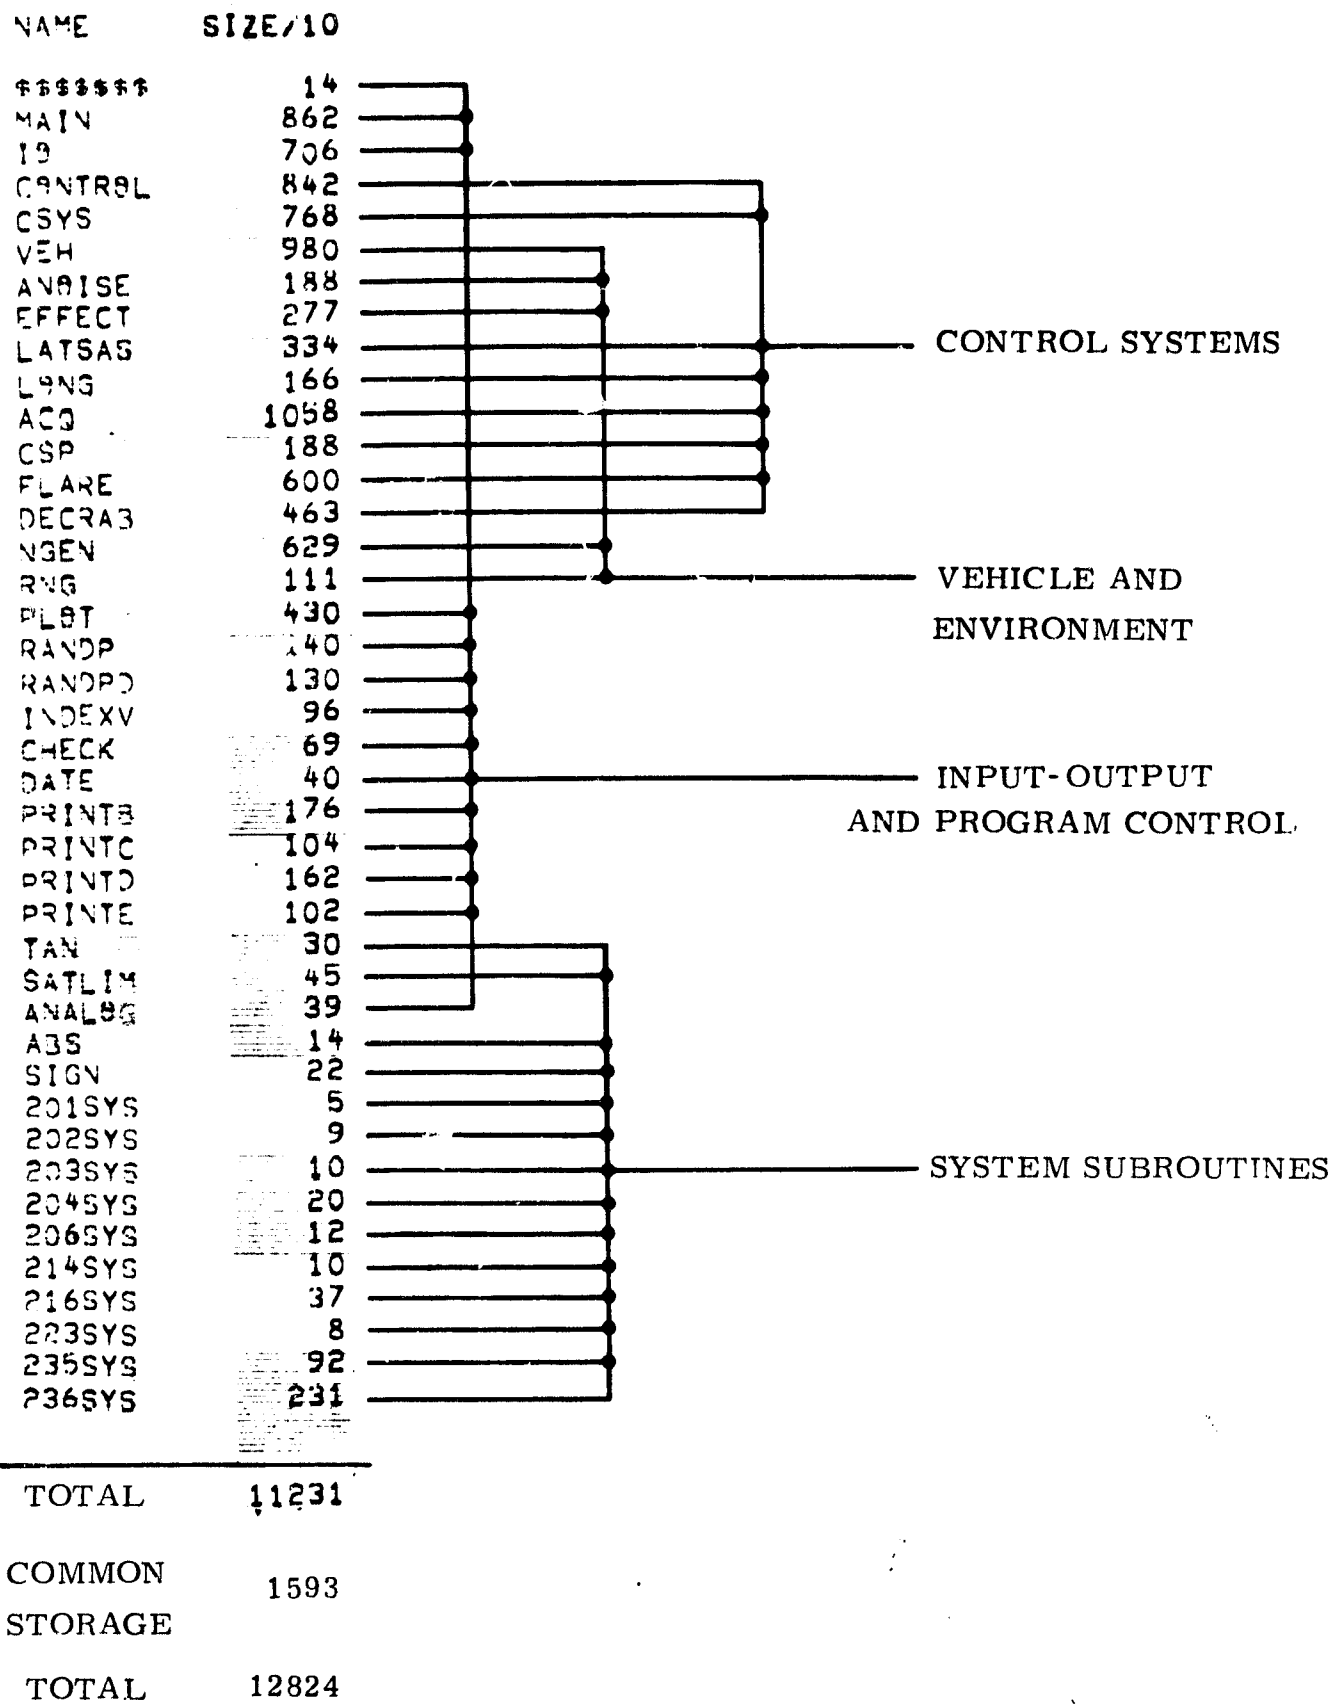 NAME SIZE/10
$$$$$$$ 14
MAIN 862
IO 706
CONTROL 842
CSYS 768
VEH 980
ANOISE 188
EFFECT 277
LATSAS 334 CONTROL SYSTEMS
LONG 166
ACQ 1058
CSP 188
FLARE 600
DECRAB 463
NGEN 629
RNG 111 VEHICLE AND
PLOT 430 ENVIRONMENT
RANDP 140
RANDPD 130
INDEXV 96
CHECK 69
DATE 40 INPUT-OUTPUT
PRINTB 176 AND PROGRAM CONTROL
PRINTC 104
PRINTD 162
PRINTE 102
TAN 30
SATLIM 45
ANALOG 39
ABS 14
SIGN 22
201SYS 5
202SYS 9
203SYS 10 SYSTEM SUBROUTINES
204SYS 20
206SYS 12
214SYS 10
216SYS 37
223SYS 8
235SYS 92
236SYS 231
TOTAL 11231
COMMON 1593
STORAGE
TOTAL 12824